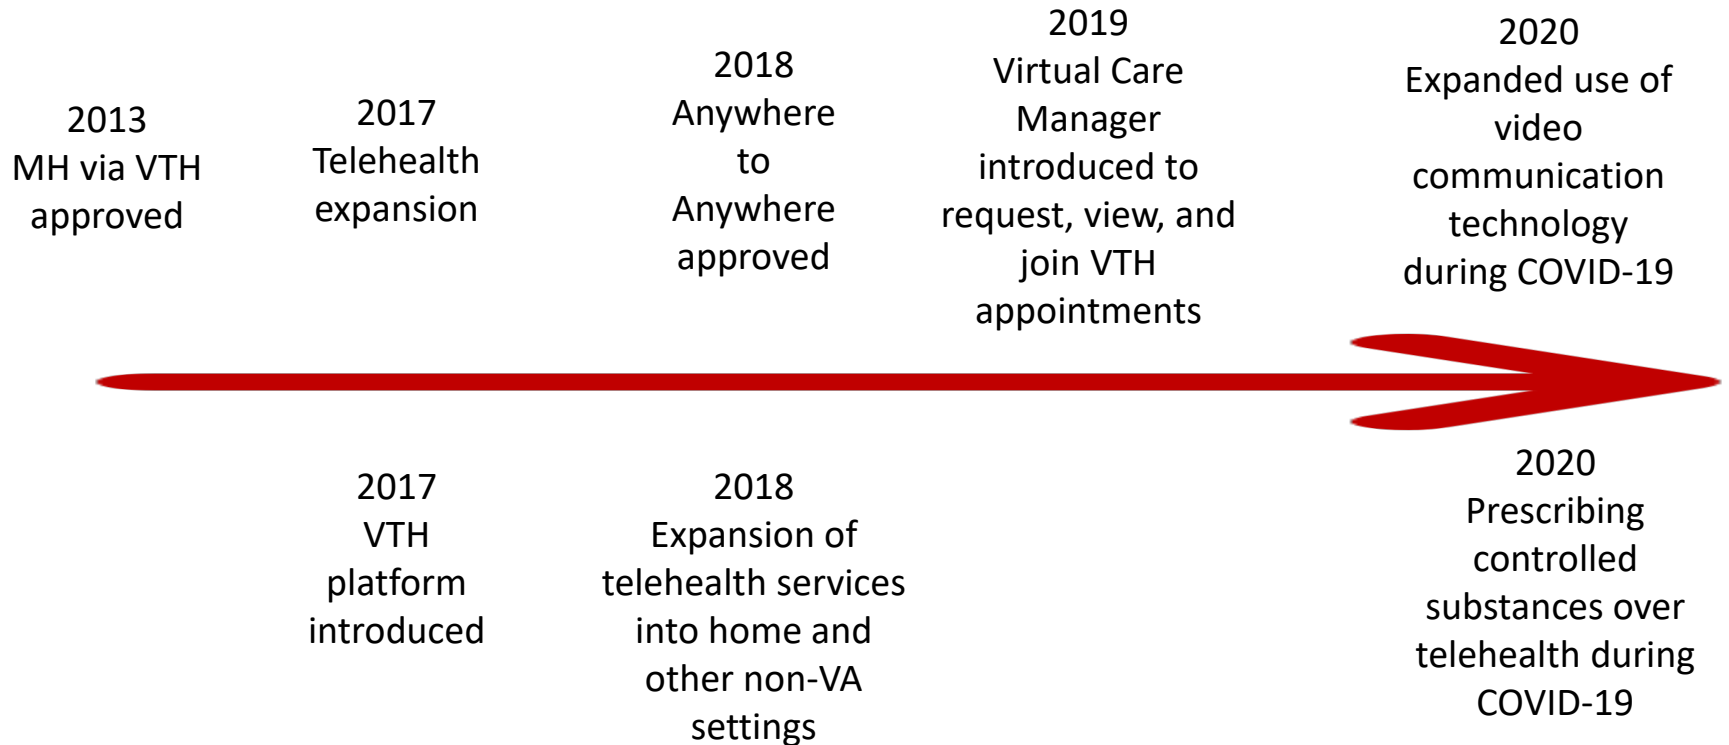 2013
MH via VTH
approved
2017
Telehealth
expansion
2018
Anywhere
to
Anywhere
approved
2019
Virtual Care
Manager
introduced to
request, view, and
join VTH
appointments
2020
Expanded use of
video
communication
technology
during COVID-19
2017
VTH
platform
introduced
2018
Expansion of
telehealth services
into home and
other non-VA
settings
2020
Prescribing
controlled
substances over
telehealth during
COVID-19